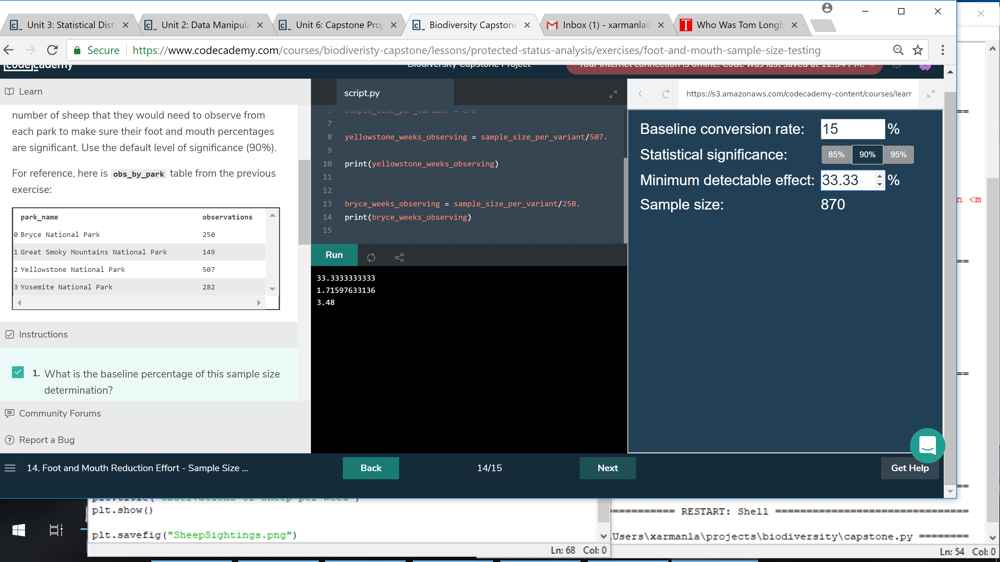 Unit 3: Statistical Dist
Unit 2: Data Manipula
Unit 6: Capstone Proj
Biodiversity Capstone
Inbox (1) - xarmanla@
Who Was Tom Longb
Secure
https://www.codecademy.com/courses/biodiveristy-capstone/lessons/protected-status-analysis/exercises/foot-and-mouth-sample-size-testing
codecademy
Biodiversity Capstone Project
Your internet connection is offline. Code was last saved at 12:34 PM.
Learn
number of sheep that they would need to observe from
each park to make sure their foot and mouth percentages
are significant. Use the default level of significance (90%).
For reference, here is obs_by_park table from the previous
exercise:
park_name observations
0 Bryce National Park 250
1 Great Smoky Mountains National Park 149
2 Yellowstone National Park 507
3 Yosemite National Park 282
Instructions
1. What is the baseline percentage of this sample size
determination?
Community Forums
Report a Bug
script.py
6 sample_size_per_variant = 870
7
8 yellowstone_weeks_observing = sample_size_per_variant/507.
9
10 print(yellowstone_weeks_observing)
11
12
13 bryce_weeks_observing = sample_size_per_variant/250.
14 print(bryce_weeks_observing)
15
Run
33.3333333333
1.71597633136
3.48
https://s3.amazonaws.com/codecademy-content/courses/learr
Baseline conversion rate: 15 %
Statistical significance: 85% 90% 95%
Minimum detectable effect: 33.33 %
Sample size: 870
14. Foot and Mouth Reduction Effort - Sample Size ...
Back
14/15
Next
Get Help
==
n <m
==
==
==
plt.title("Observations of Sheep per Week")
plt.show()
plt.savefig("SheepSightings.png")
Ln: 68 Col: 0
=========== RESTART: Shell =================================
\Users\xarmanla\projects\biodiversity\capstone.py ========
Ln: 54 Col: 0